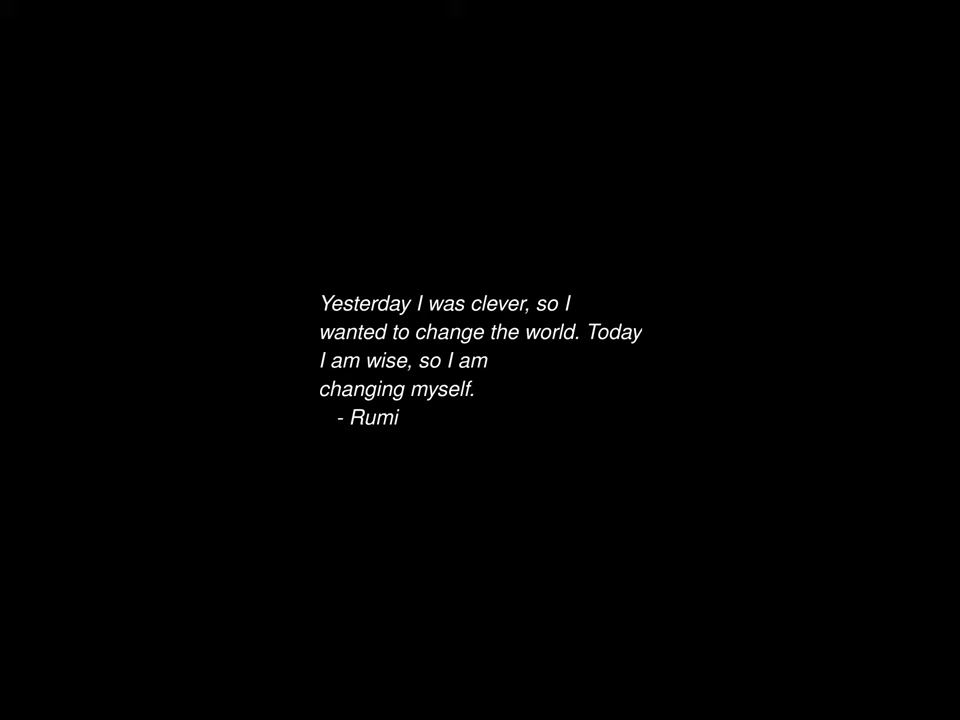 Yesterday I was clever, so I
wanted to change the world. Today
I am wise, so I am
changing myself.
- Rumi